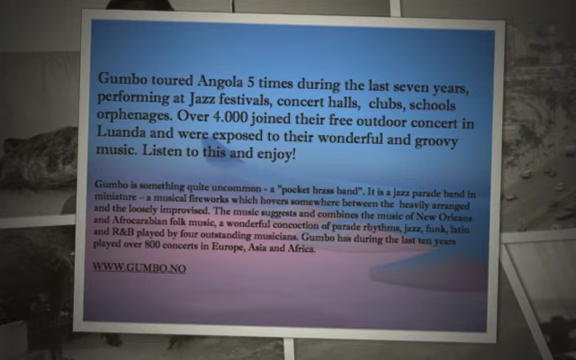 Gumbo toured Angola 5 times during the last seven years,
performing at Jazz festivals, concert halls, clubs, schools
orphenages. Over 4.000 joined their free outdoor concert in
Luanda and were exposed to their wonderful and groovy
music. Listen to this and enjoy!
Gumbo is something quite uncommon - a "pocket brass band". It is a jazz parade band in
miniature – a musical fireworks which hovers somewhere between the heavily arranged
and the loosely improvised. The music suggests and combines the music of New Orleans
and Afrocarabian folk music, a wonderful concoction of parade rhythms, jazz, funk, latin
and R&B played by four outstanding musicians. Gumbo has during the last ten years
played over 800 concerts in Europe, Asia and Africa.
WWW.GUMBO.NO